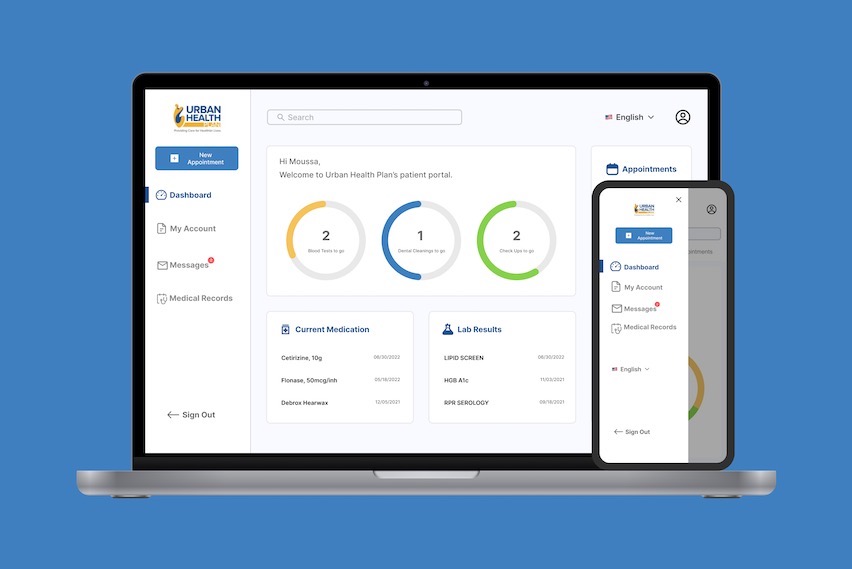 URBAN
HEALTH
PLAN
Providing Care for Healthier Lives
New
Appointment
Dashboard
My Account
Messages
Medical Records
Sign Out
Search
English
Hi Moussa,
Welcome to Urban Health Plan's patient portal.
2
Blood Tests to go
1
Dental Cleanings to go
2
Check Ups to go
Appointments
Current Medication
Cetirizine, 10g 06/30/2022
Flonase, 50mcg/inh 05/18/2022
Debrox Hearwax 12/05/2021
Lab Results
LIPID SCREEN 06/30/2022
HGB A1c 11/03/2021
RPR SEROLOGY 09/16/2021
URBAN
HEALTH
New
Appointment
Dashboard
My Account
Messages
Medical Records
English
Sign Out